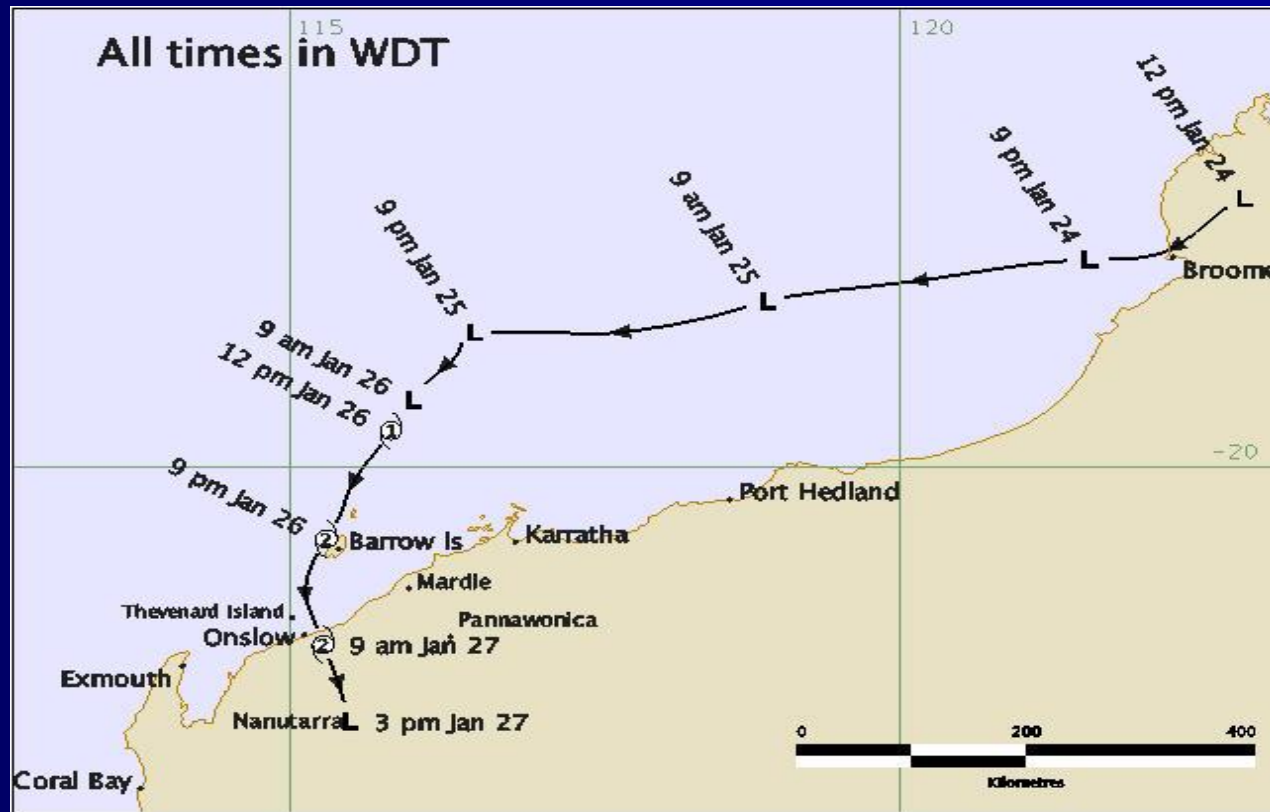 115
120
All times in WDT
12 pm Jan 24
9 pm Jan 24
9 am Jan 25
9 pm Jan 25
L
L
L
L
Broome
9 am Jan 26
L
12 pm Jan 26
1
-20
9 pm Jan 26
2
Barrow Is
Port Hedland
Karratha
Mardie
Thevenard Island
Pannawonica
Onslow
2
9 am Jan 27
Exmouth
Nanutarra
L
3 pm Jan 27
0
200
400
Kilometres
Coral Bay